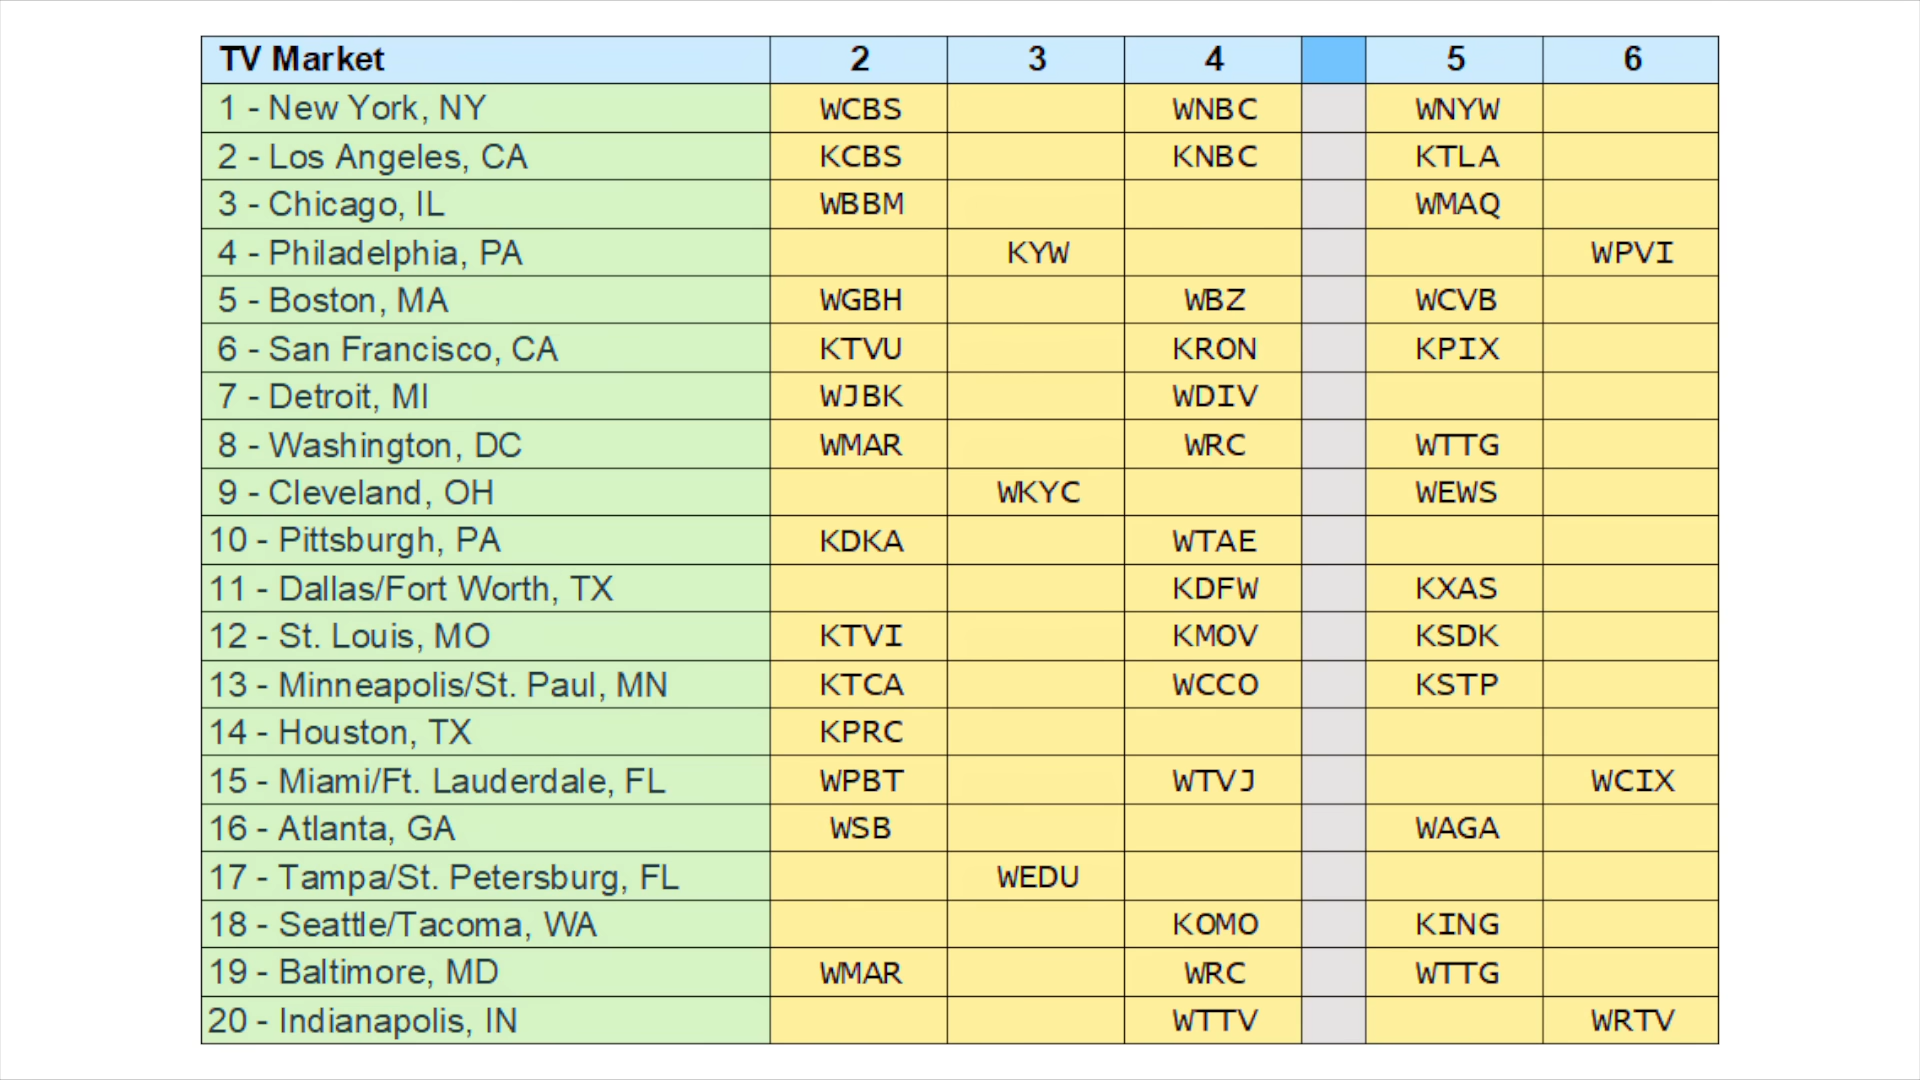 TV Market 2 3 4 5 6
1 - New York, NY WCBS WNBC WNYW
2 - Los Angeles, CA KCBS KNBC KTLA
3 - Chicago, IL WBBM WMAQ
4 - Philadelphia, PA KYW WPVI
5 - Boston, MA WGBH WBZ WCVB
6 - San Francisco, CA KTVU KRON KPIX
7 - Detroit, MI WJBK WDIV
8 - Washington, DC WMAR WRC WTTG
9 - Cleveland, OH WKYC WEWS
10 - Pittsburgh, PA KDKA WTAE
11 - Dallas/Fort Worth, TX KDFW KXAS
12 - St. Louis, MO KTVI KMOV KSDK
13 - Minneapolis/St. Paul, MN KTCA WCCO KSTP
14 - Houston, TX KPRC
15 - Miami/Ft. Lauderdale, FL WPBT WTVJ WCIX
16 - Atlanta, GA WSB WAGA
17 - Tampa/St. Petersburg, FL WEDU
18 - Seattle/Tacoma, WA KOMO KING
19 - Baltimore, MD WMAR WRC WTTG
20 - Indianapolis, IN WTTV WRTV